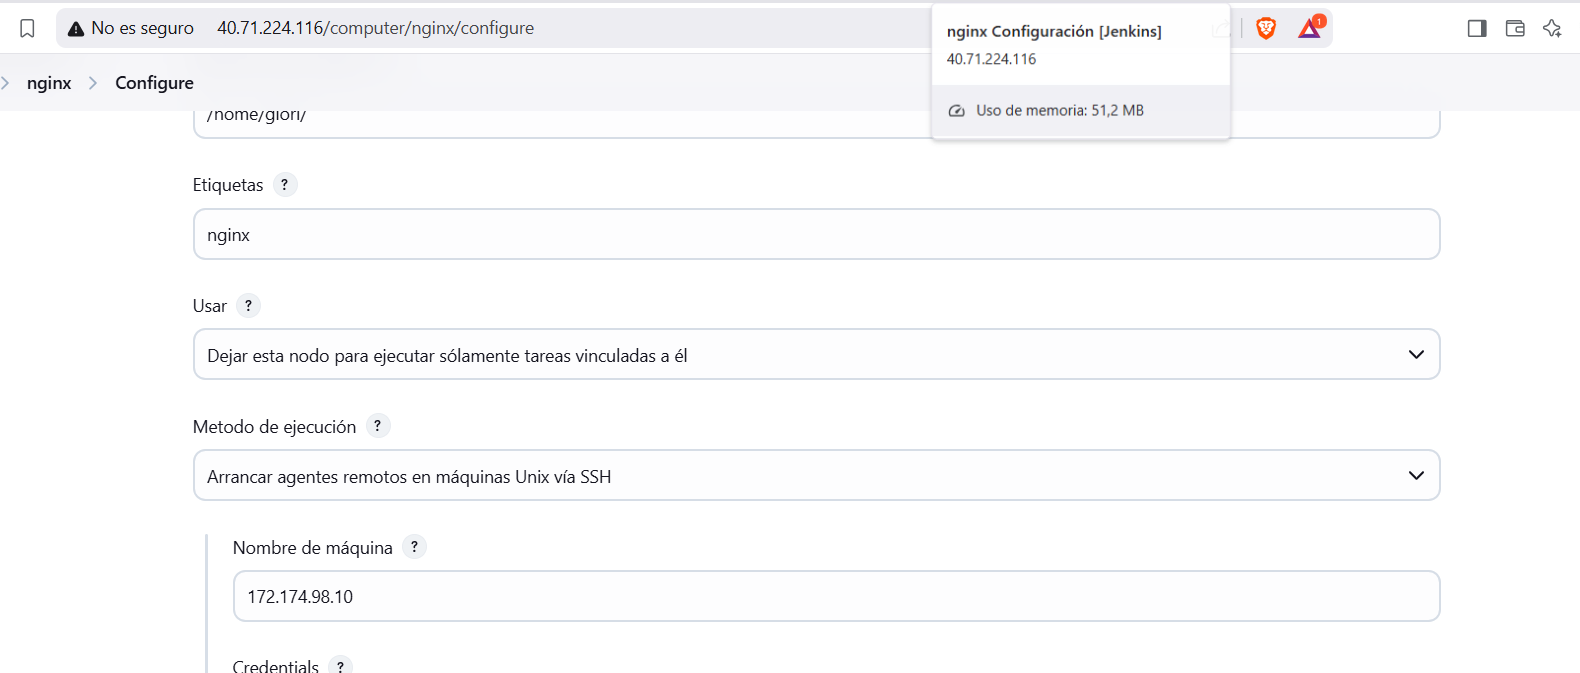 No es seguro 40.71.224.116/computer/nginx/configure
nginx Configuración [Jenkins]
40.71.224.116
Uso de memoria: 51,2 MB
1
nginx > Configure
/home/giori/
Etiquetas ?
nginx
Usar ?
Dejar esta nodo para ejecutar sólamente tareas vinculadas a él
Metodo de ejecución ?
Arrancar agentes remotos en máquinas Unix vía SSH
Nombre de máquina ?
172.174.98.10
Credentials ?